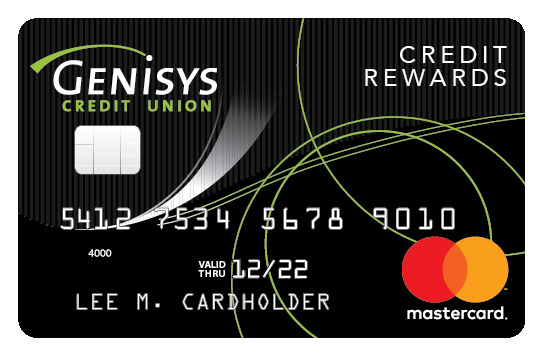 GENISYS
CREDIT UNION
CREDIT
REWARDS
5412 7534 5678 9010
4000
VALID
THRU 12/22
LEE M. CARDHOLDER
mastercard.